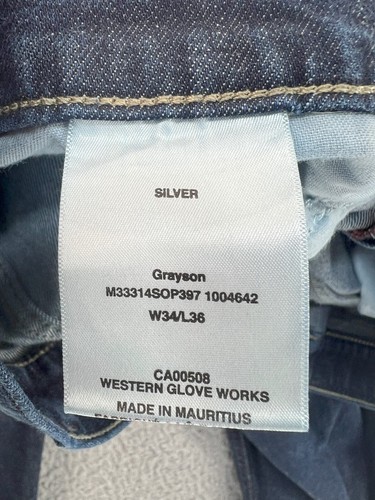 SILVER
Grayson
M33314SOP397 1004642
W34/L36
CA00508
WESTERN GLOVE WORKS
MADE IN MAURITIUS